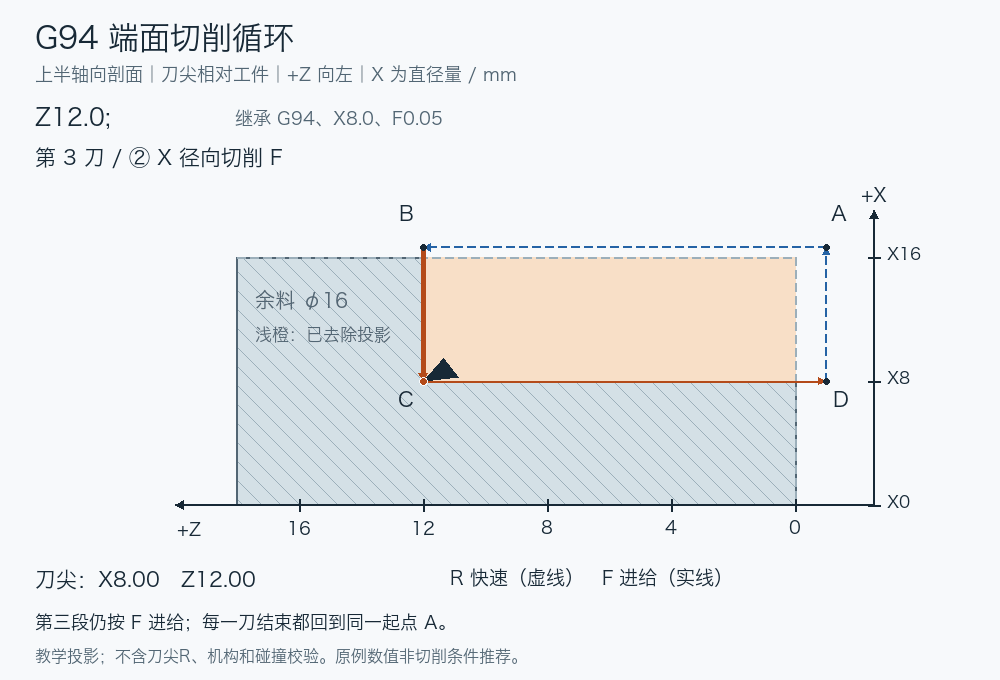 G94 端面切削循环
上半轴向剖面｜刀尖相对工件｜+Z 向左｜X 为直径量 / mm
Z12.0; 继承 G94、X8.0、F0.05
第 3 刀 / ② X 径向切削 F
+X
B A
X16
余料 φ16
浅橙：已去除投影
X8
C D
X0
+Z 16 12 8 4 0
刀尖：X8.00 Z12.00 R 快速（虚线） F 进给（实线）
第三段仍按 F 进给；每一刀结束都回到同一起点 A。
教学投影；不含刀尖R、机构和碰撞校验。原例数值非切削条件推荐。